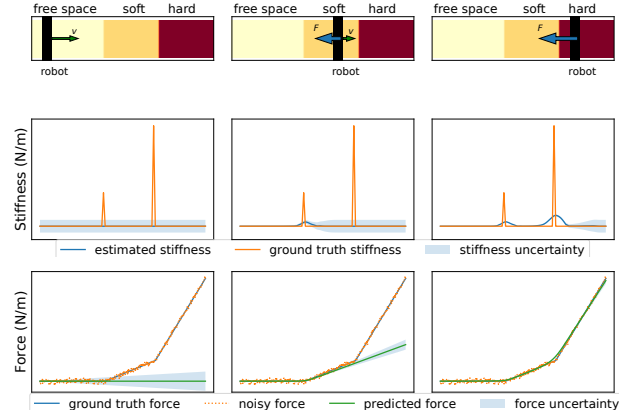 free space soft hard
v
robot
free space soft hard
F v
robot
free space soft hard
F
robot
Stiffness (N/m)
estimated stiffness ground truth stiffness stiffness uncertainty
Force (N/m)
ground truth force noisy force predicted force force uncertainty